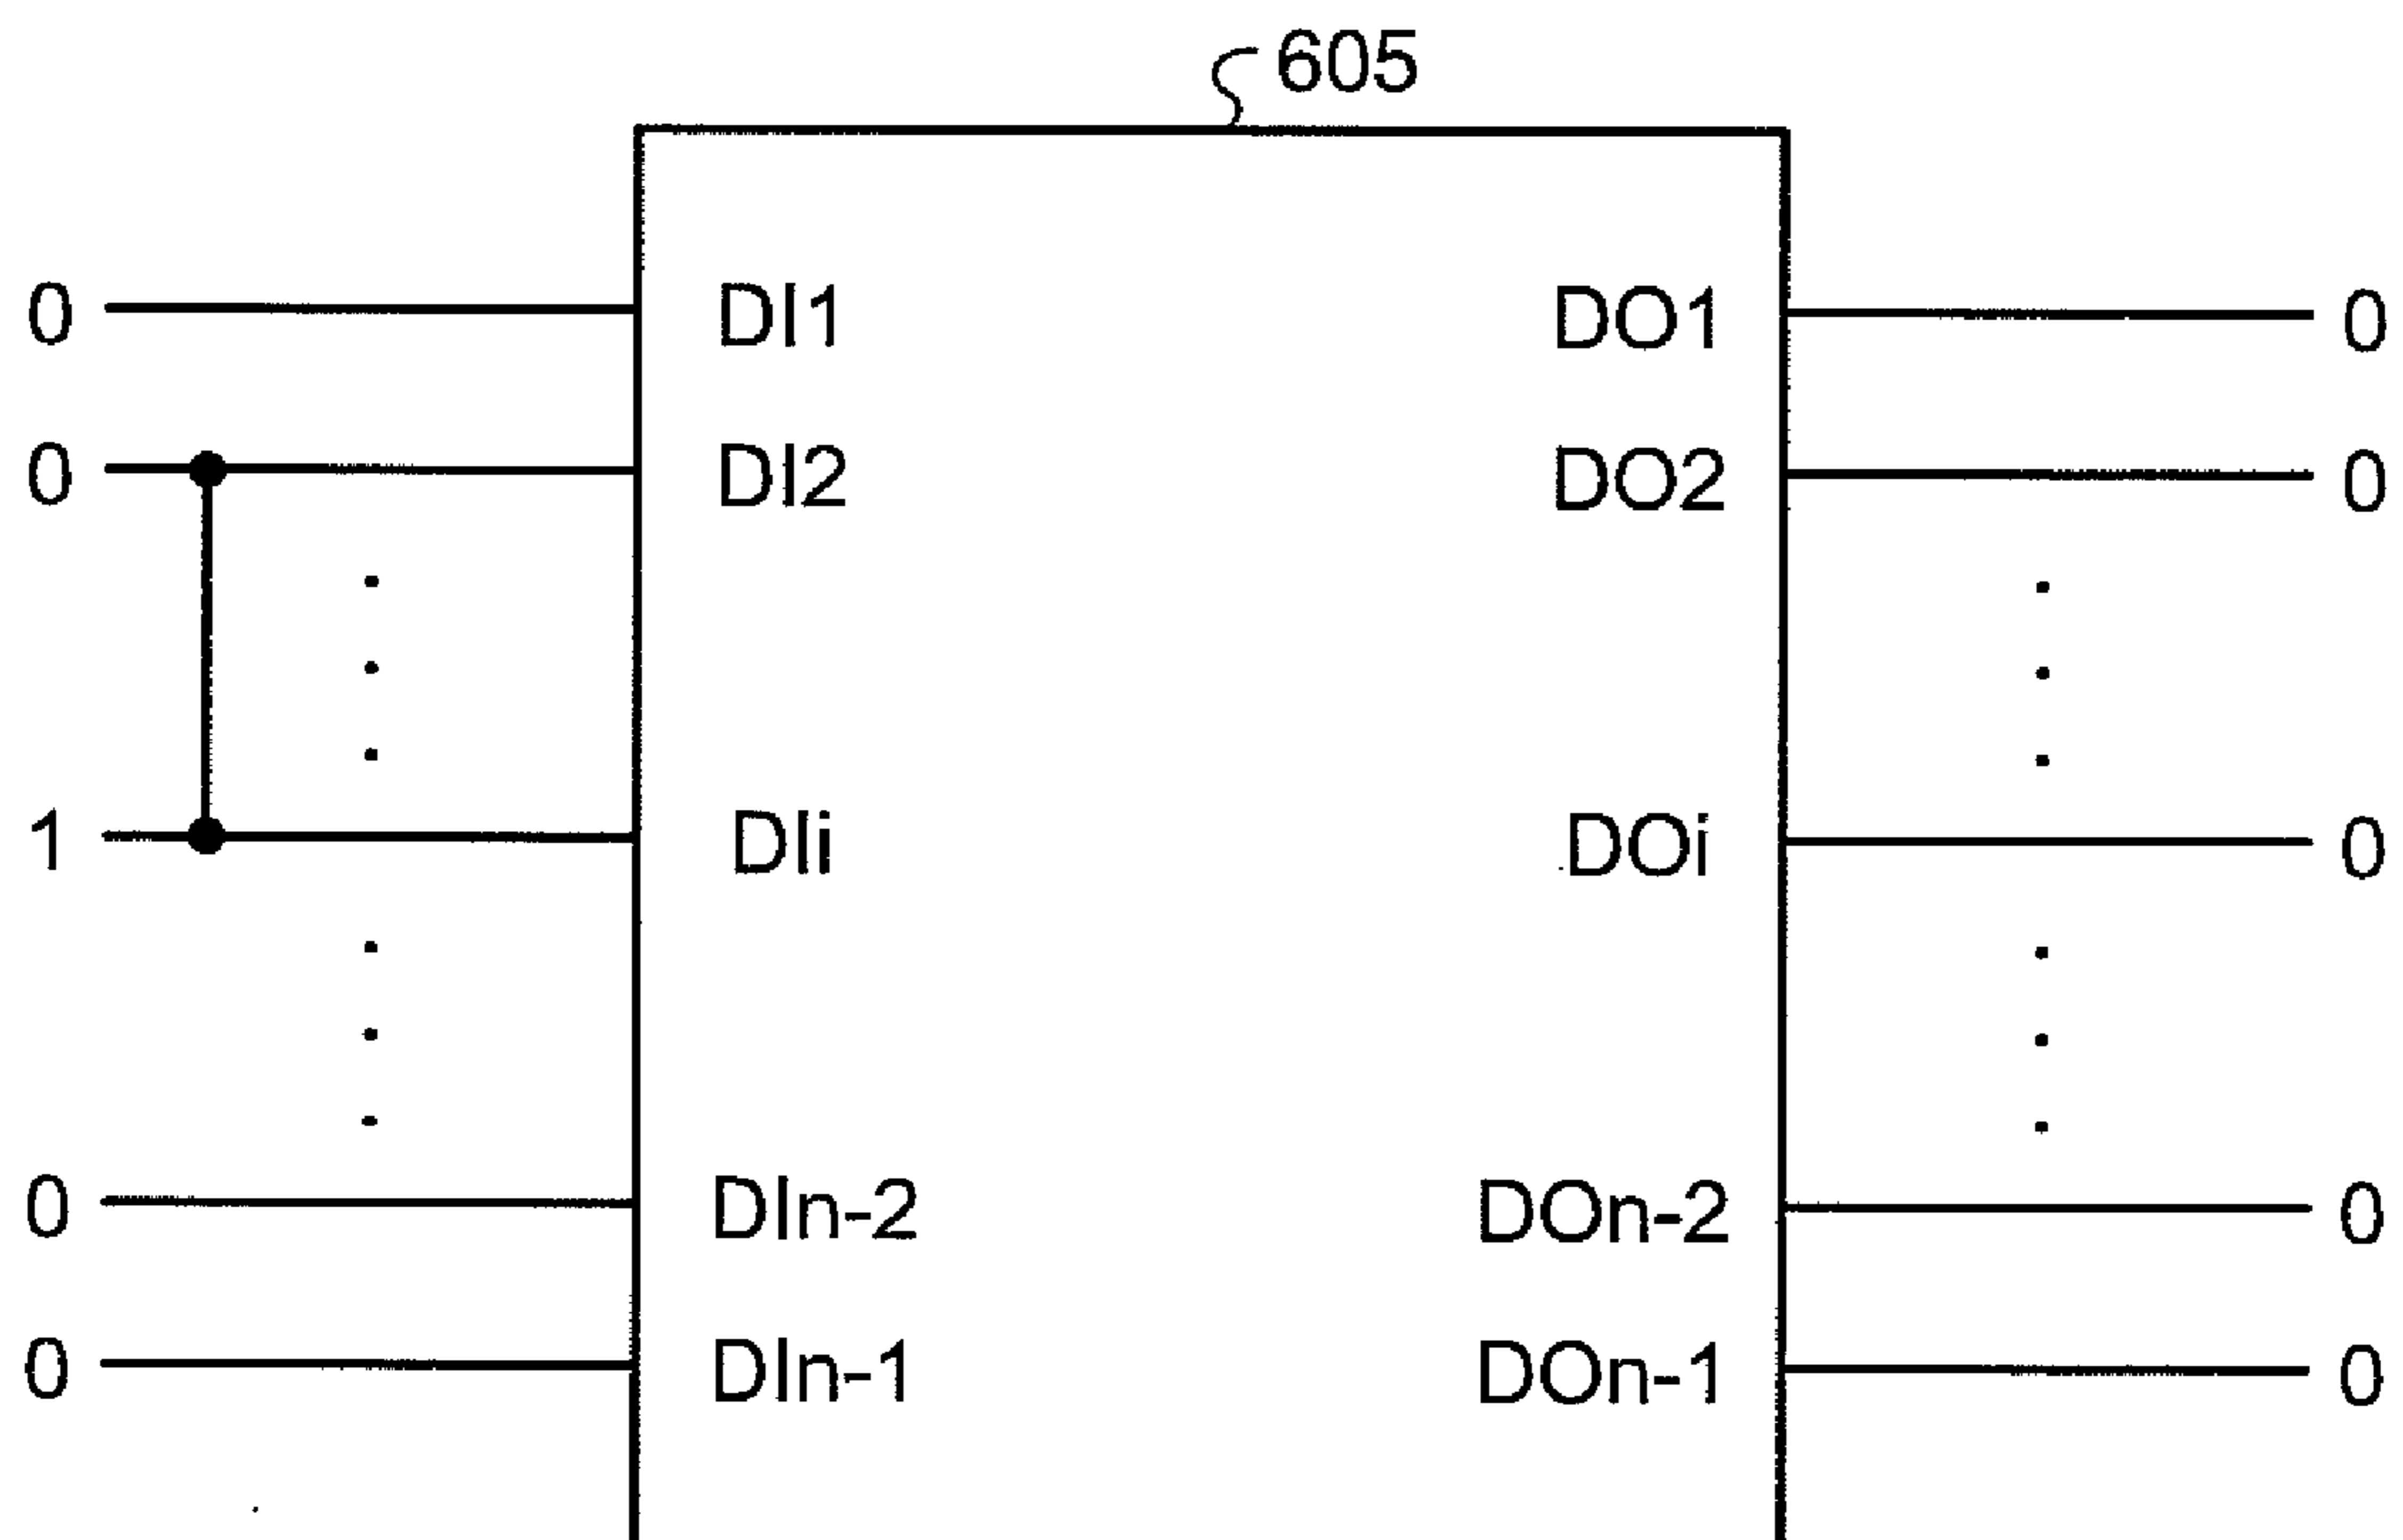 605
0 DI1 DO1 0
0 DI2 DO2 0
1 DIi DOi 0
0 DIn-2 DOn-2 0
0 DIn-1 DOn-1 0